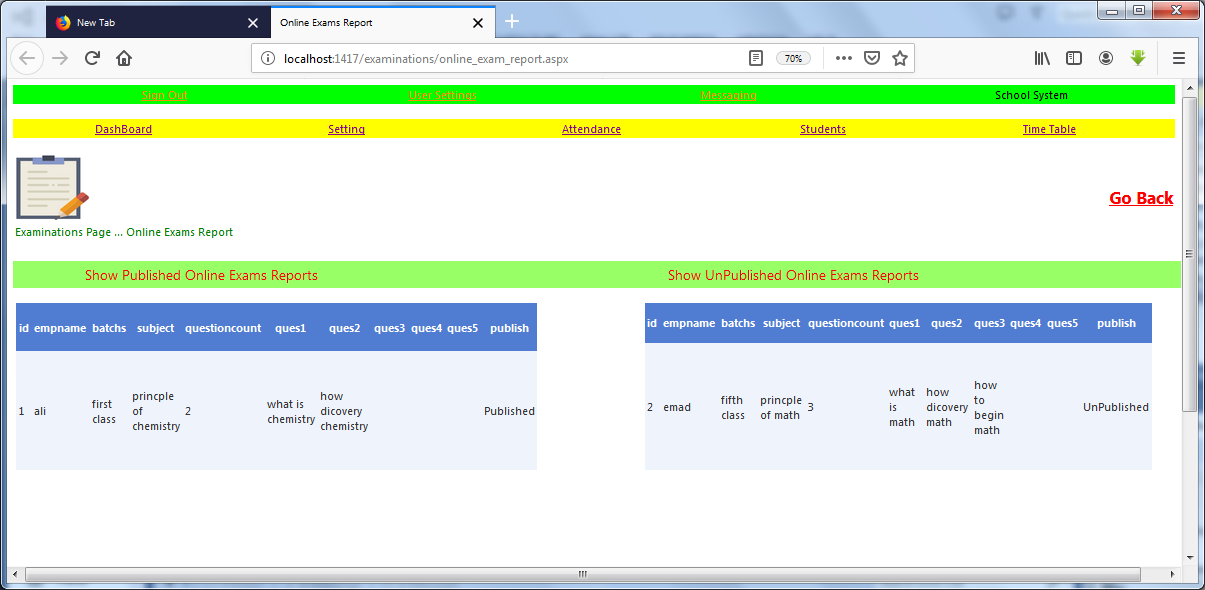 New Tab
Online Exams Report
localhost:1417/examinations/online_exam_report.aspx
70%
Sign Out User Settings Messaging School System
DashBoard Setting Attendance Students Time Table
Go Back
Examinations Page ... Online Exams Report
Show Published Online Exams Reports
Show UnPublished Online Exams Reports
id empname batchs subject questioncount ques1 ques2 ques3 ques4 ques5 publish
1 ali
first
class
princple
of
chemistry
2
what is
chemistry
how
dicovery
chemistry
Published
id empname batchs subject questioncount ques1 ques2 ques3 ques4 ques5 publish
2 emad
fifth
class
princple
of math
3
what
is
math
how
dicovery
math
how
to
begin
math
UnPublished